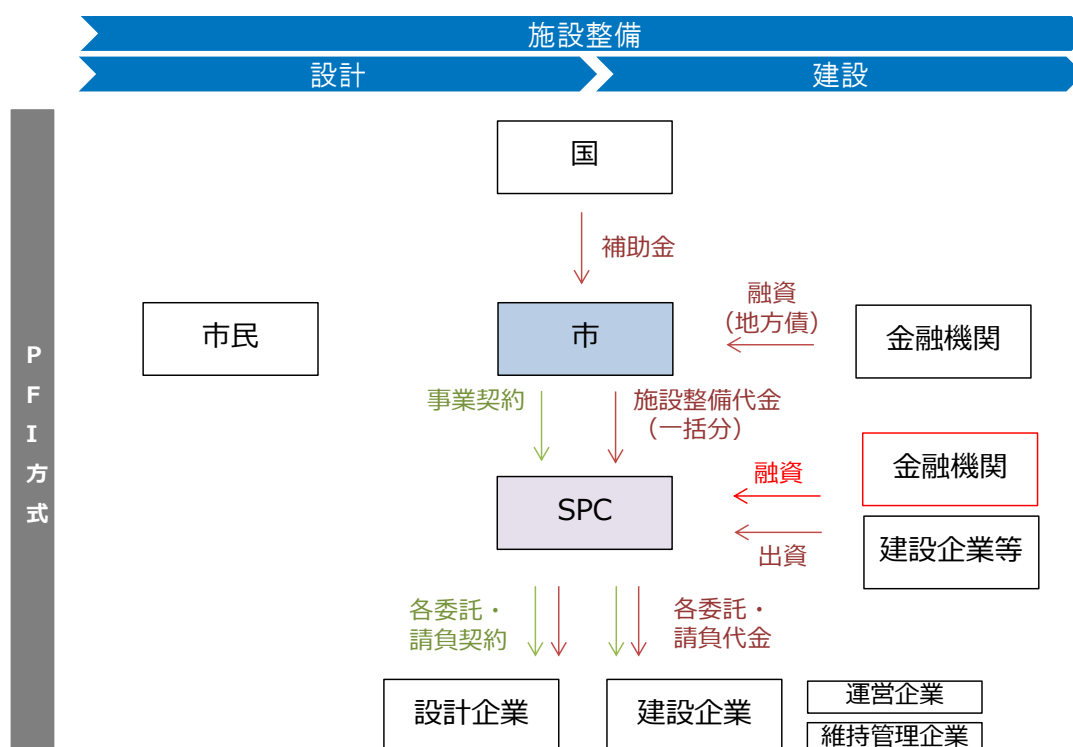 施設整備
設計
建設
PFI方式
国
補助金
市民
市
融資
（地方債）
金融機関
事業契約
施設整備代金
（一括分）
SPC
融資
金融機関
出資
建設企業等
各委託・
請負契約
各委託・
請負代金
設計企業
建設企業
運営企業
維持管理企業